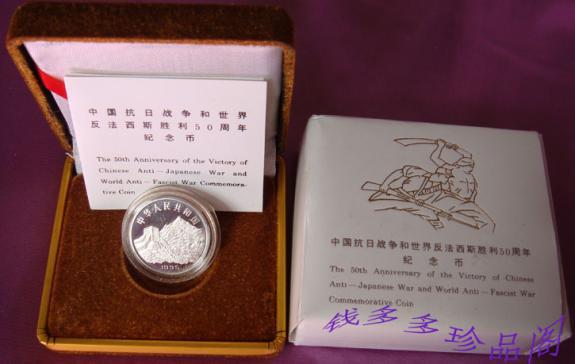 中国抗日战争和世界
反法西斯胜利50周年
纪念币
The 50th Anniversary of the Victory of
Chinese Anti—Japanese War and
World Anti—Fascist War Commemora-
tive Coin
中华人民共和国
1995
中国抗日战争和世界反法西斯胜利50周年
纪念币
The 50th Anniversary of the Victory of Chinese
Anti—Japanese War and World Anti—Fascist War
Commemorative Coin
钱多多珍品阁